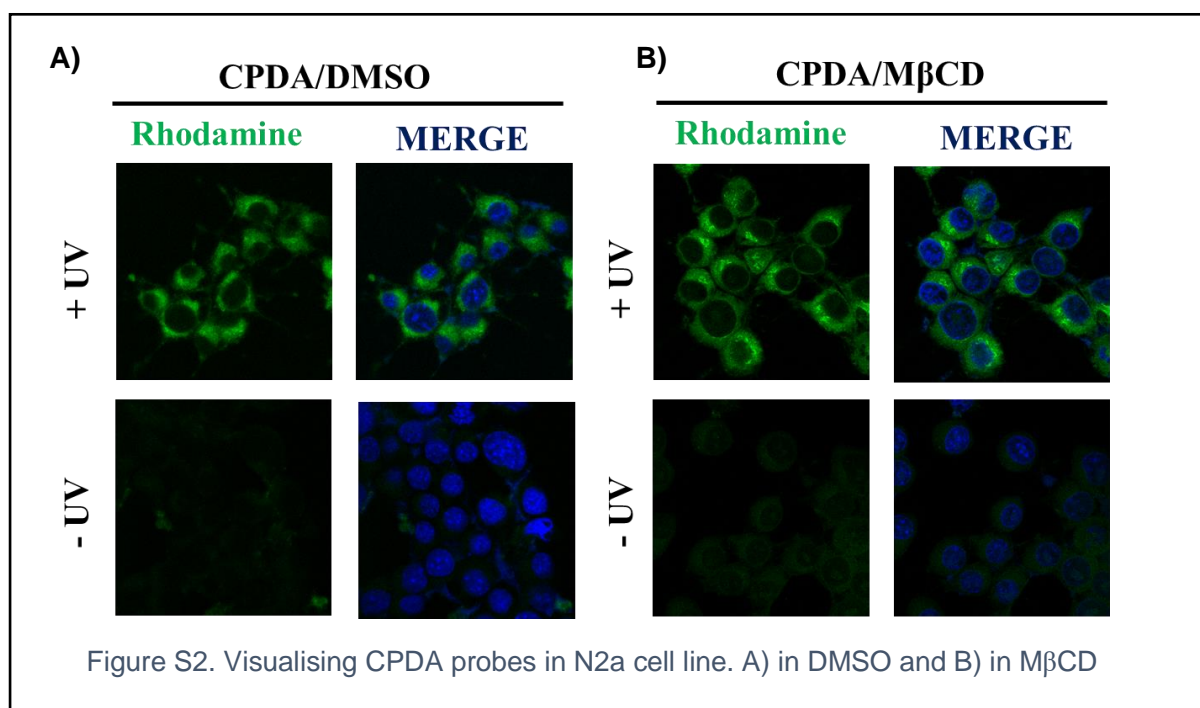 A)
CPDA/DMSO
Rhodamine
MERGE
+ UV
- UV
B)
CPDA/MβCD
Rhodamine
MERGE
+ UV
- UV
Figure S2. Visualising CPDA probes in N2a cell line. A) in DMSO and B) in MβCD